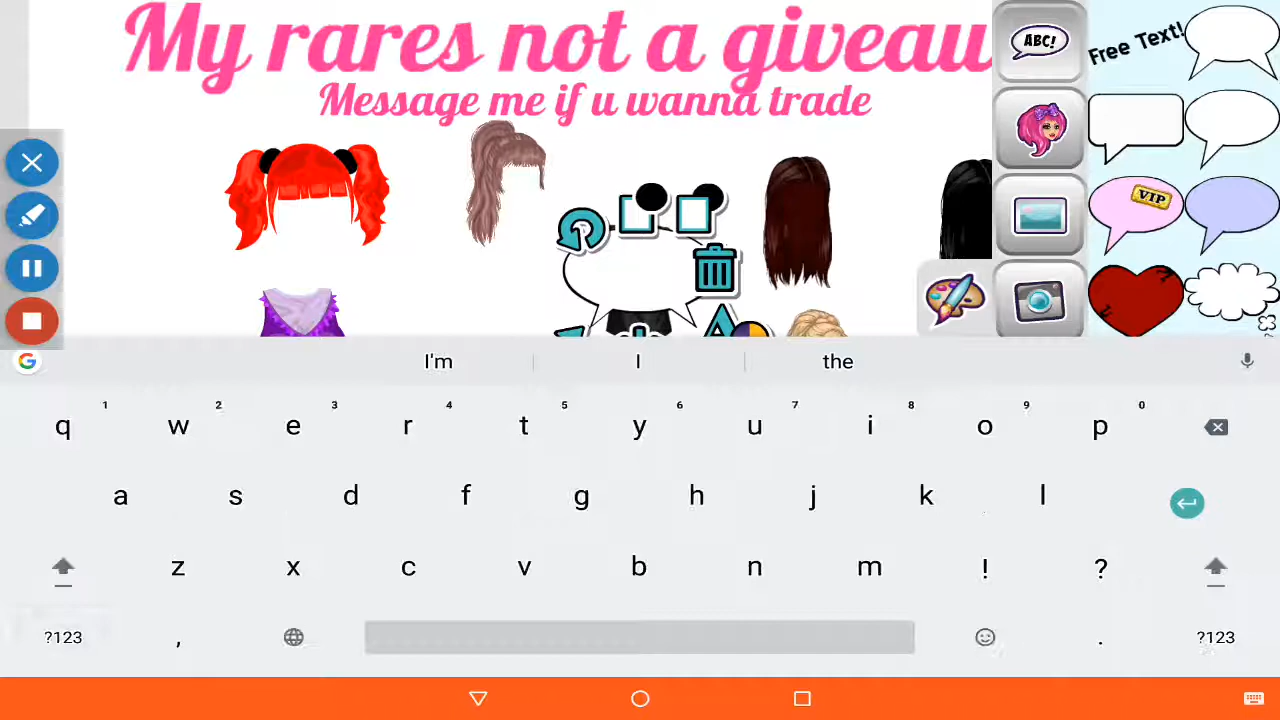 My rares not a giveau
Message me if u wanna trade
ABC!
Free Text!
VIP
G
I'm I the
1 2 3 4 5 6 7 8 9 0
q w e r t y u i o p
a s d f g h j k l
z x c v b n m ! ?
?123 , . ?123